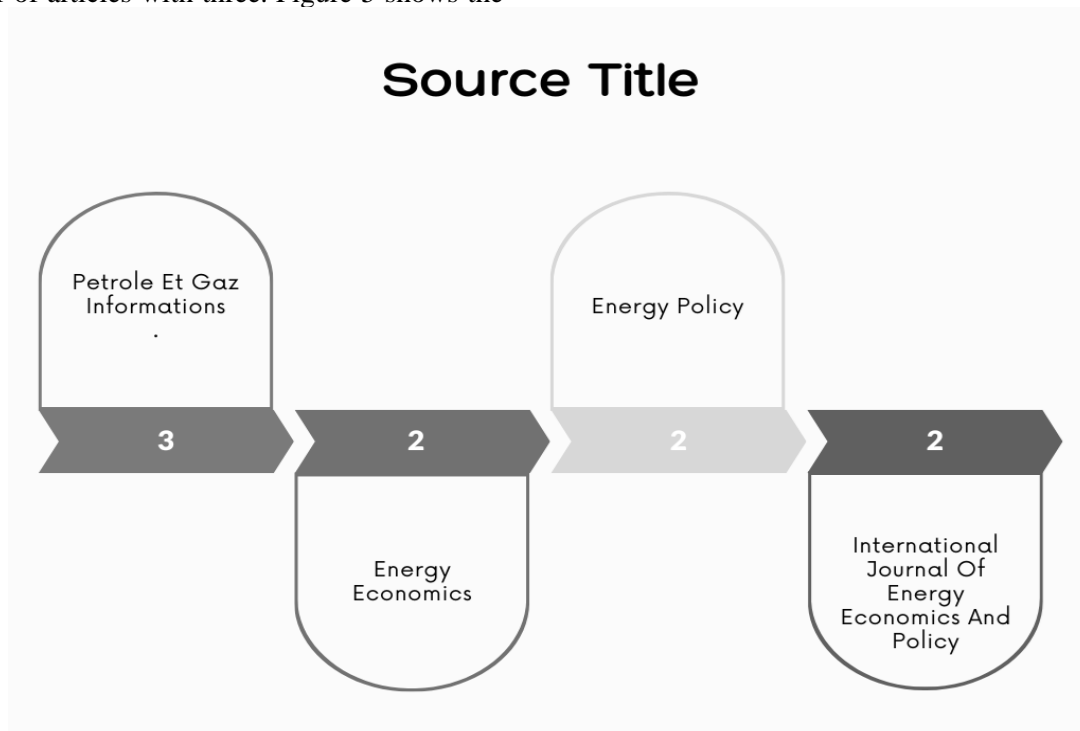 r of articles with three. Figure 3 shows the
Source Title
Petrole Et Gaz
Informations
.
3
2
Energy
Economics
Energy Policy
2
2
International
Journal Of
Energy
Economics And
Policy